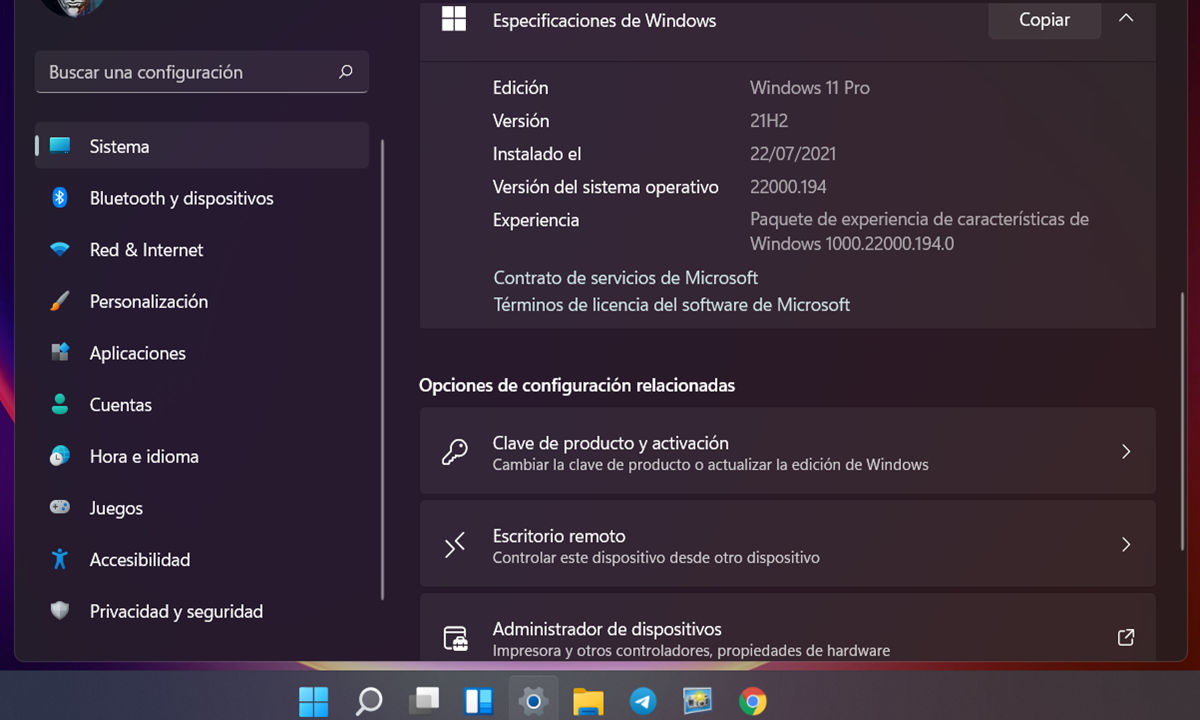 Buscar una configuración
Sistema
Bluetooth y dispositivos
Red & Internet
Personalización
Aplicaciones
Cuentas
Hora e idioma
Juegos
Accesibilidad
Privacidad y seguridad
Especificaciones de Windows
Copiar
Edición Windows 11 Pro
Versión 21H2
Instalado el 22/07/2021
Versión del sistema operativo 22000.194
Experiencia Paquete de experiencia de características de
Windows 1000.22000.194.0
Contrato de servicios de Microsoft
Términos de licencia del software de Microsoft
Opciones de configuración relacionadas
Clave de producto y activación
Cambiar la clave de producto o actualizar la edición de Windows
Escritorio remoto
Controlar este dispositivo desde otro dispositivo
Administrador de dispositivos
Impresora y otros controladores, propiedades de hardware